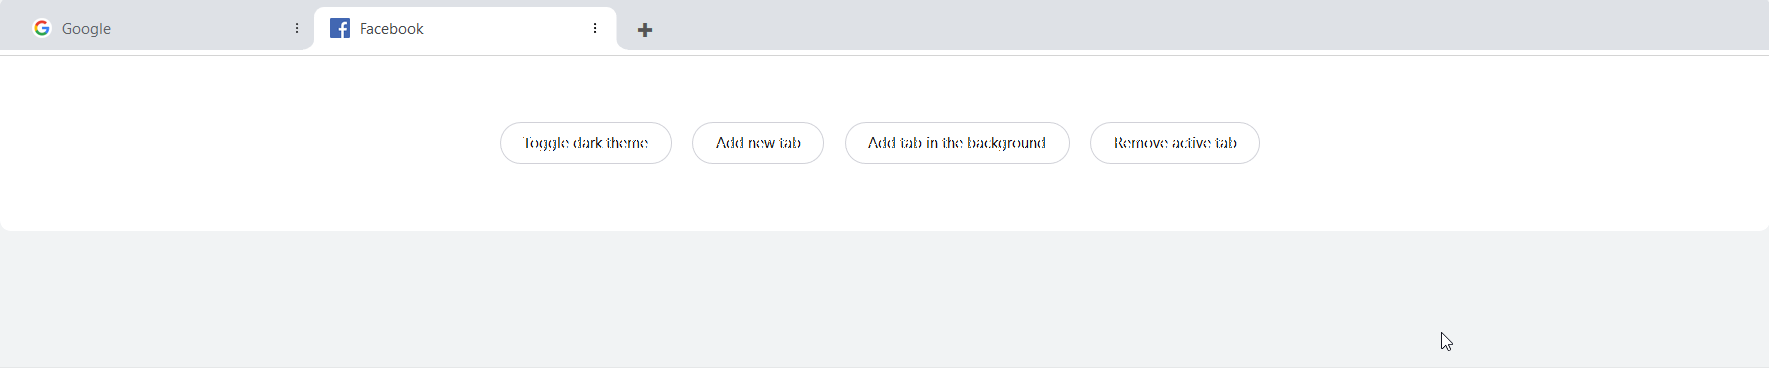 Google
Facebook
Toggle dark theme
Add new tab
Add tab in the background
Remove active tab